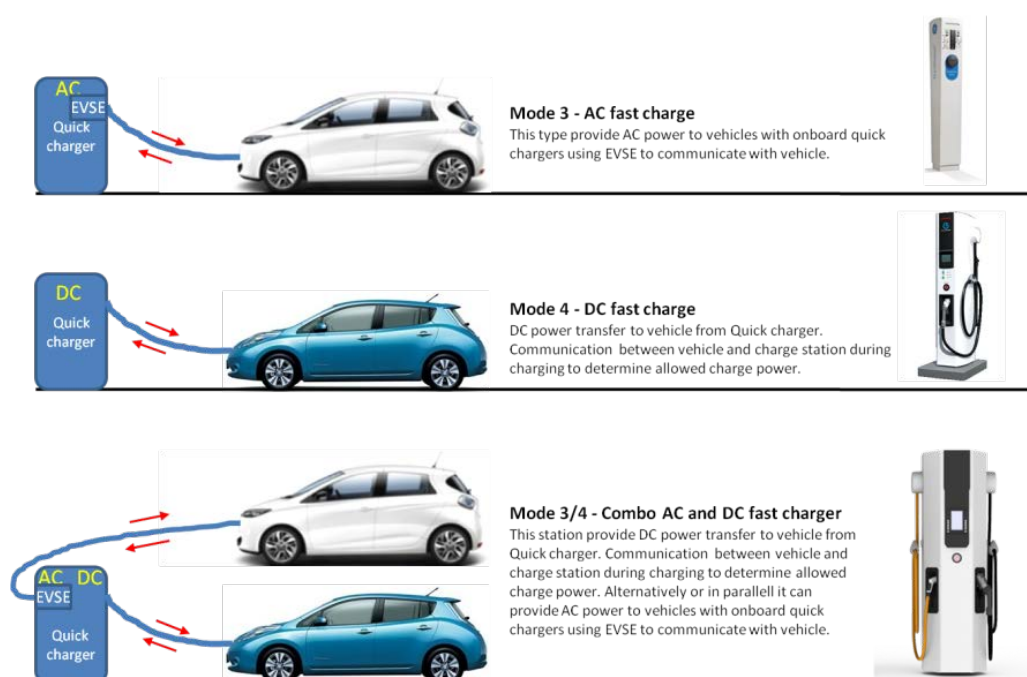 AC
EVSE
Quick
charger
Mode 3 - AC fast charge
This type provide AC power to vehicles with onboard quick
chargers using EVSE to communicate with vehicle.
DC
Quick
charger
Mode 4 - DC fast charge
DC power transfer to vehicle from Quick charger.
Communication between vehicle and charge station during
charging to determine allowed charge power.
AC DC
EVSE
Quick
charger
Mode 3/4 - Combo AC and DC fast charger
This station provide DC power transfer to vehicle from
Quick charger. Communication between vehicle and
charge station during charging to determine allowed
charge power. Alternatively or in parallell it can
provide AC power to vehicles with onboard quick
chargers using EVSE to communicate with vehicle.